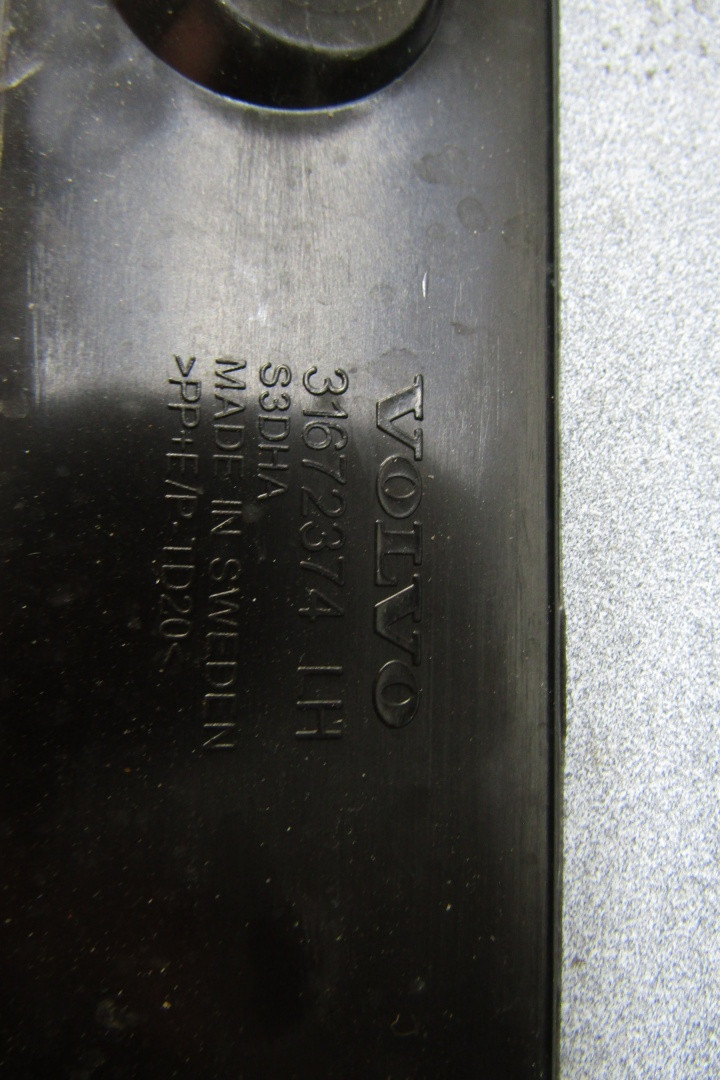 VOLVO
31672374 LH
S3DHA
MADE IN SWEDEN
>PP+E/P-TD20<